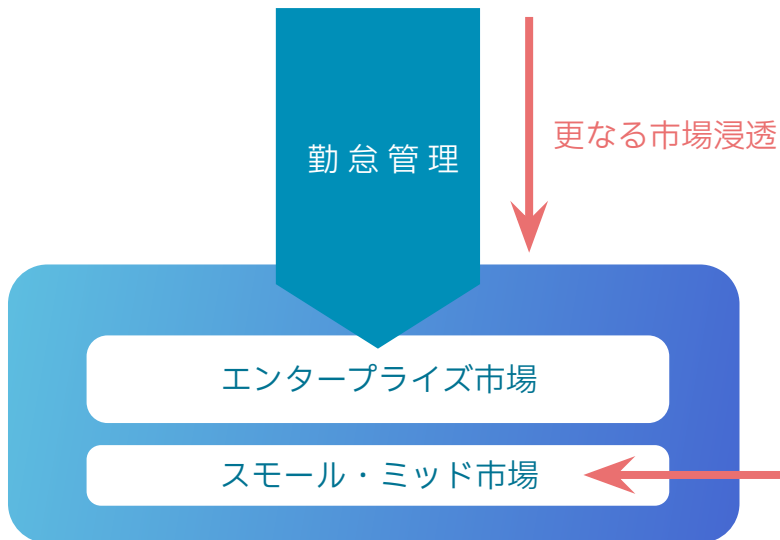 勤怠管理
更なる市場浸透
エンタープライズ市場
スモール・ミッド市場